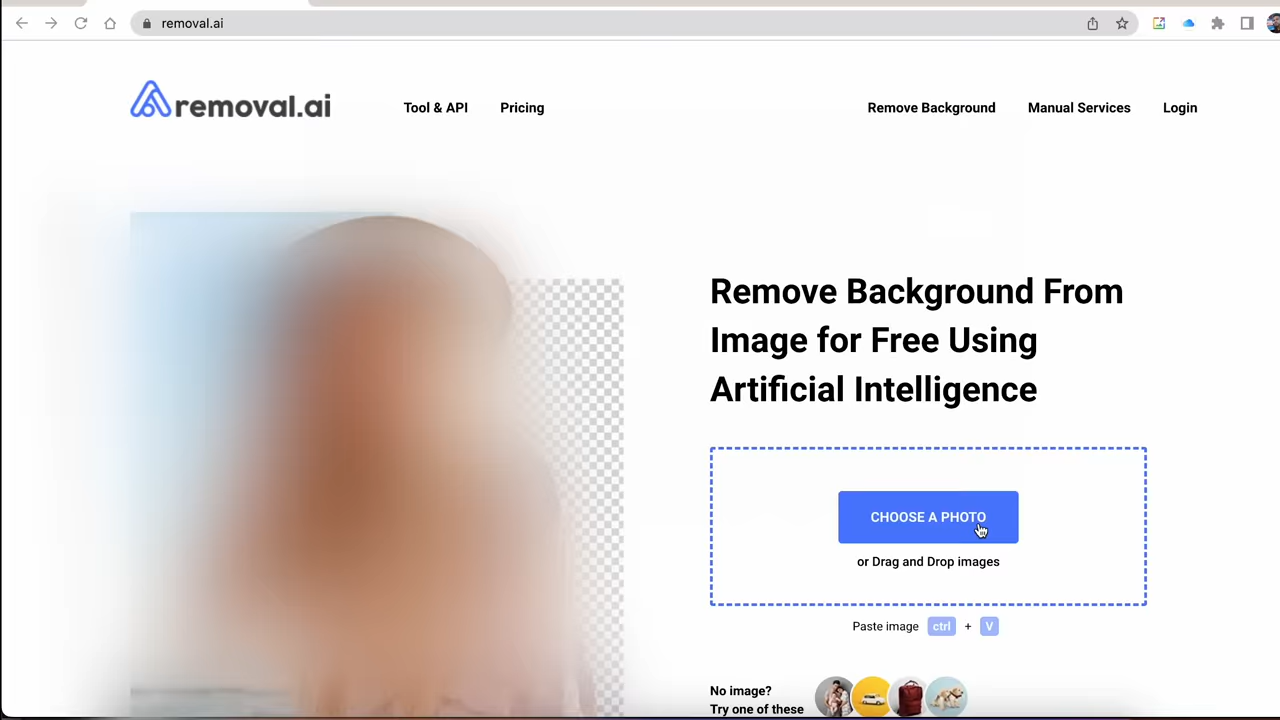 removal.ai
removal.ai
Tool & API
Pricing
Remove Background
Manual Services
Login
Remove Background From
Image for Free Using
Artificial Intelligence
CHOOSE A PHOTO
or Drag and Drop images
Paste image ctrl + V
No image?
Try one of these